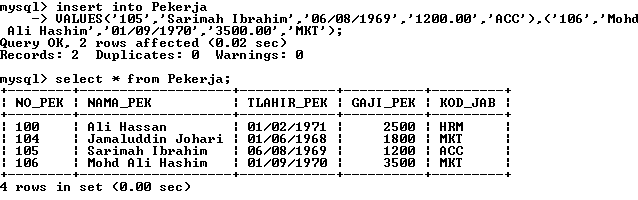 mysql> insert into Pekerja
    -> VALUES('105','Sarimah Ibrahim','06/08/1969','1200.00','ACC'),('106','Mohd
 Ali Hashim','01/09/1970','3500.00','MKT');
Query OK, 2 rows affected (0.02 sec)
Records: 2  Duplicates: 0  Warnings: 0

mysql> select * from Pekerja;
+--------+------------------+------------+----------+---------+
| NO_PEK | NAMA_PEK         | TLAHIR_PEK | GAJI_PEK | KOD_JAB |
+--------+------------------+------------+----------+---------+
| 100    | Ali Hassan       | 01/02/1971 |     2500 | HRM     |
| 104    | Jamaluddin Johari | 01/06/1968 |     1800 | MKT     |
| 105    | Sarimah Ibrahim  | 06/08/1969 |     1200 | ACC     |
| 106    | Mohd Ali Hashim  | 01/09/1970 |     3500 | MKT     |
+--------+------------------+------------+----------+---------+
4 rows in set (0.00 sec)